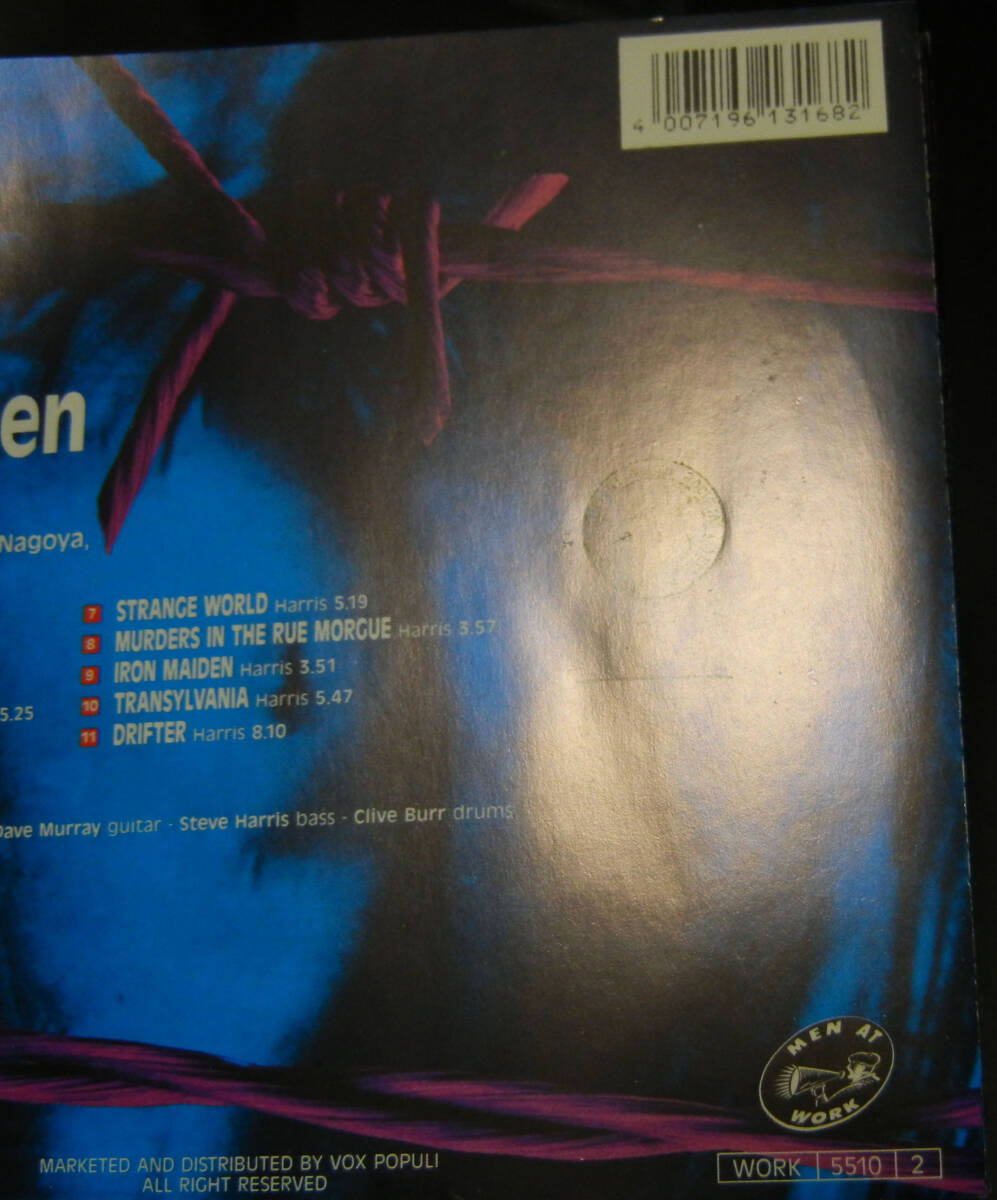 4 007196 131682
en
Nagoya,
7 STRANGE WORLD Harris 5.19
8 MURDERS IN THE RUE MORGUE Harris 3.57
9 IRON MAIDEN Harris 3.51
5.25
10 TRANSYLVANIA Harris 5.47
11 DRIFTER Harris 8.10
Dave Murray guitar - Steve Harris bass - Clive Burr drums
MEN AT
WORK
MARKETED AND DISTRIBUTED BY VOX POPULI
ALL RIGHT RESERVED
WORK 5510 2